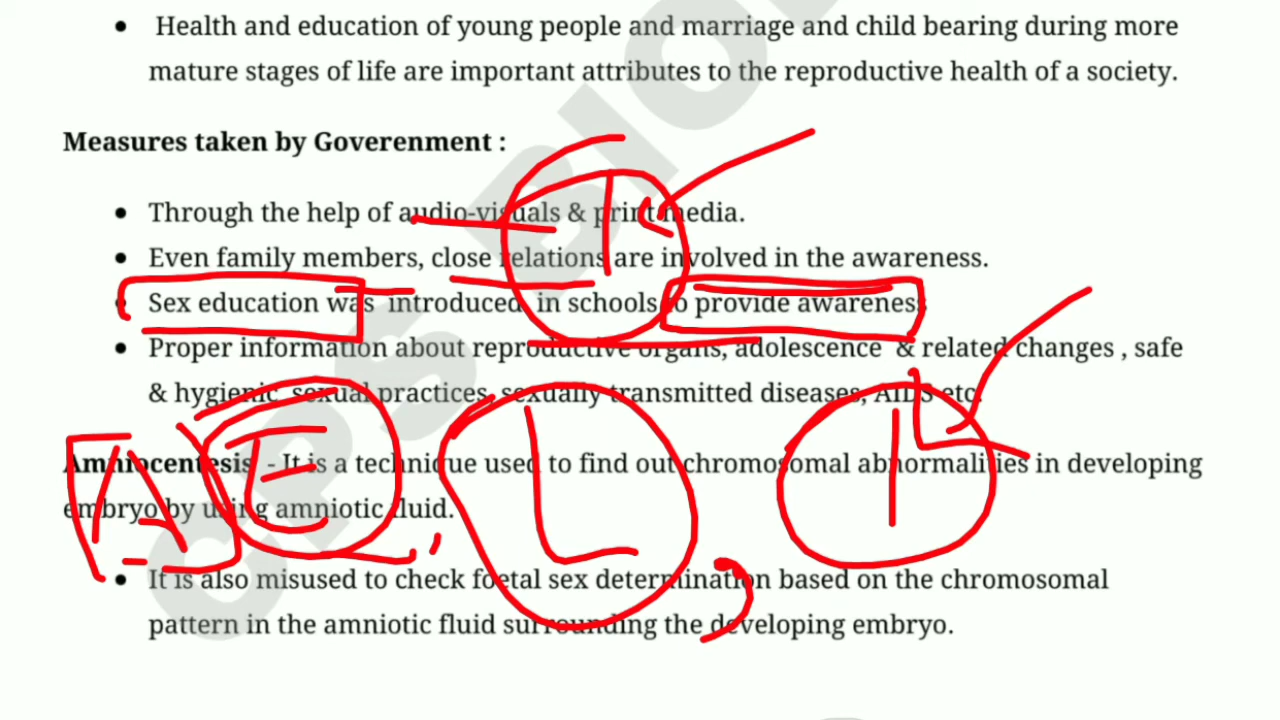 • Health and education of young people and marriage and child bearing during more
mature stages of life are important attributes to the reproductive health of a society.
Measures taken by Goverenment :
• Through the help of audio-visuals & print media.
• Even family members, close relations are involved in the awareness.
• Sex education was introduced in schools to provide awareness
• Proper information about reproductive organs, adolescence & related changes , safe
& hygienic sexual practices, sexually transmitted diseases, AIDS etc.
Amniocentesis - It is a technique used to find out chromosomal abnormalities in developing
embryo by using amniotic fluid.
• It is also misused to check foetal sex determination based on the chromosomal
pattern in the amniotic fluid surrounding the developing embryo.
I
A E , L , I
CPS BIO